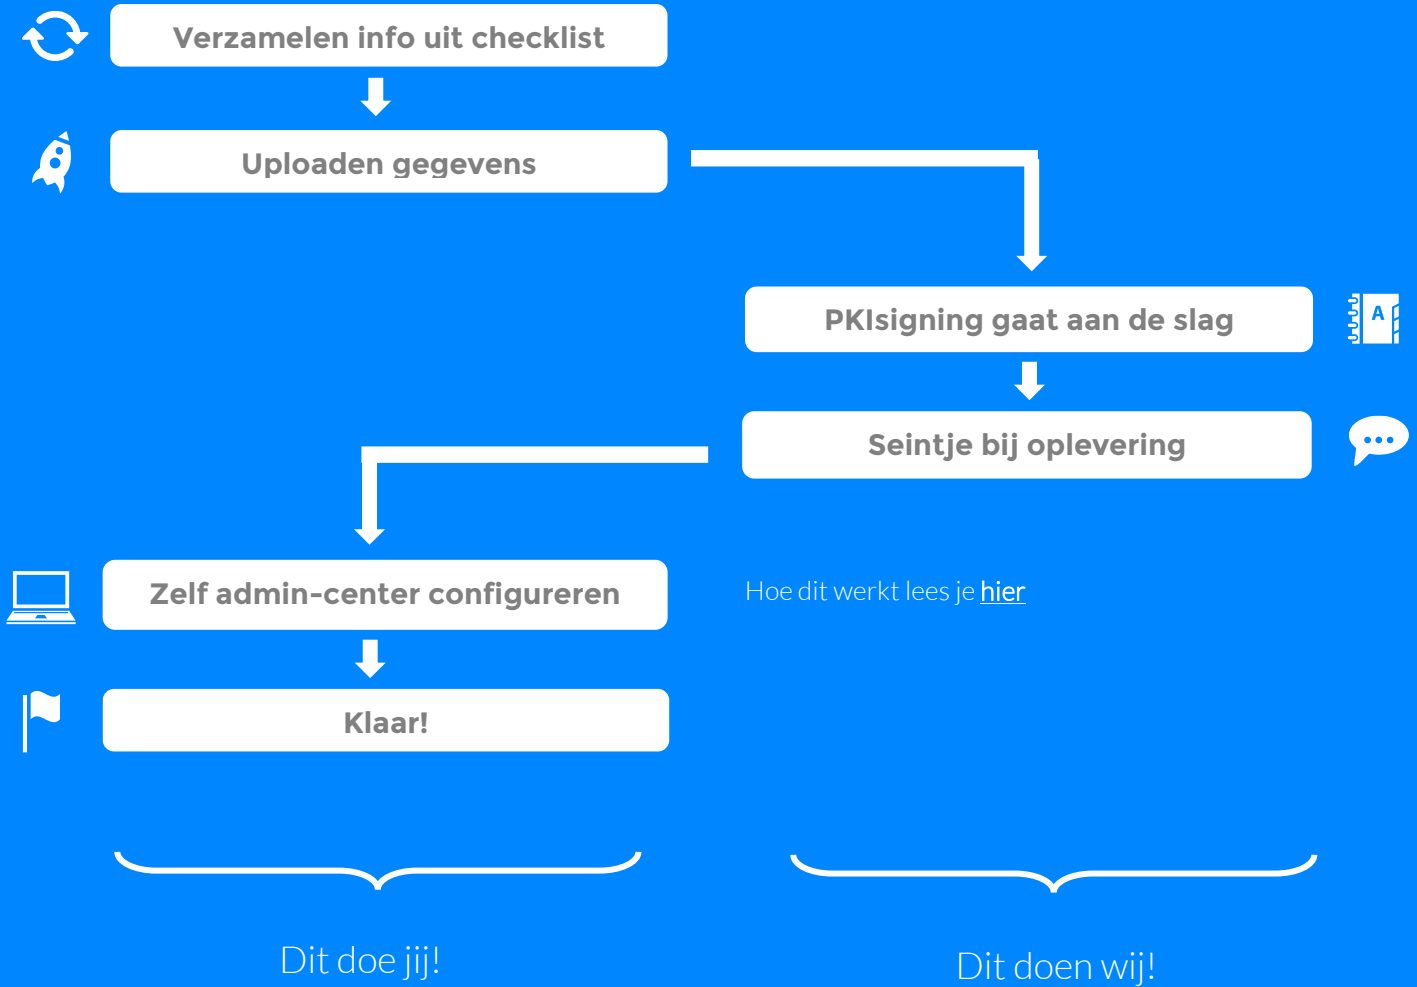 Verzamelen info uit checklist
Uploaden gegevens
PKIsigning gaat aan de slag
A
Seintje bij oplevering
Zelf admin-center configureren
Hoe dit werkt lees je hier
Klaar!
Dit doe jij!
Dit doen wij!